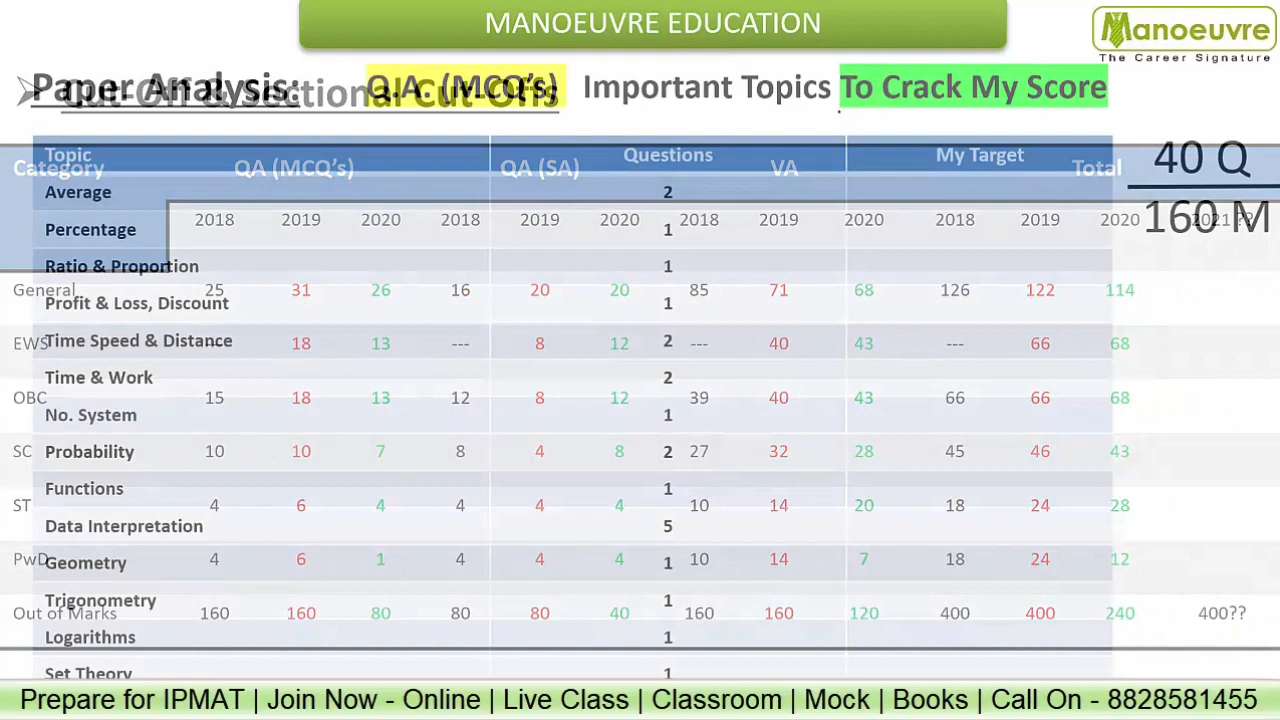 MANOEUVRE EDUCATION
Manoeuvre
The Career Signature
Paper Analysis: Q.A. (MCQ's) Important Topics To Crack My Score
Cut-Off & Sectional Cut-Offs
40 Q
160 M
Topic Questions My Target
Average 2
Percentage 1
Ratio & Proportion 1
Profit & Loss, Discount 1
Time Speed & Distance 2
Time & Work 2
No. System 1
Probability 2
Functions 1
Data Interpretation 5
Geometry 1
Trigonometry 1
Logarithms 1
Set Theory 1
Category QA (MCQ's) QA (SA) VA Total
2018 2019 2020 2018 2019 2020 2018 2019 2020 2018 2019 2020 2021 ??
General 25 31 26 16 20 20 85 71 68 126 122 114
EWS --- 18 13 --- 8 12 --- 40 43 --- 66 68
OBC 15 18 13 12 8 12 39 40 43 66 66 68
SC 10 10 7 8 4 8 27 32 28 45 46 43
ST 4 6 4 4 4 4 10 14 20 18 24 28
PwD 4 6 1 4 4 4 10 14 7 18 24 12
Out of Marks 160 160 80 80 80 40 160 160 120 400 400 240 400??
Prepare for IPMAT | Join Now - Online | Live Class | Classroom | Mock | Books | Call On - 8828581455